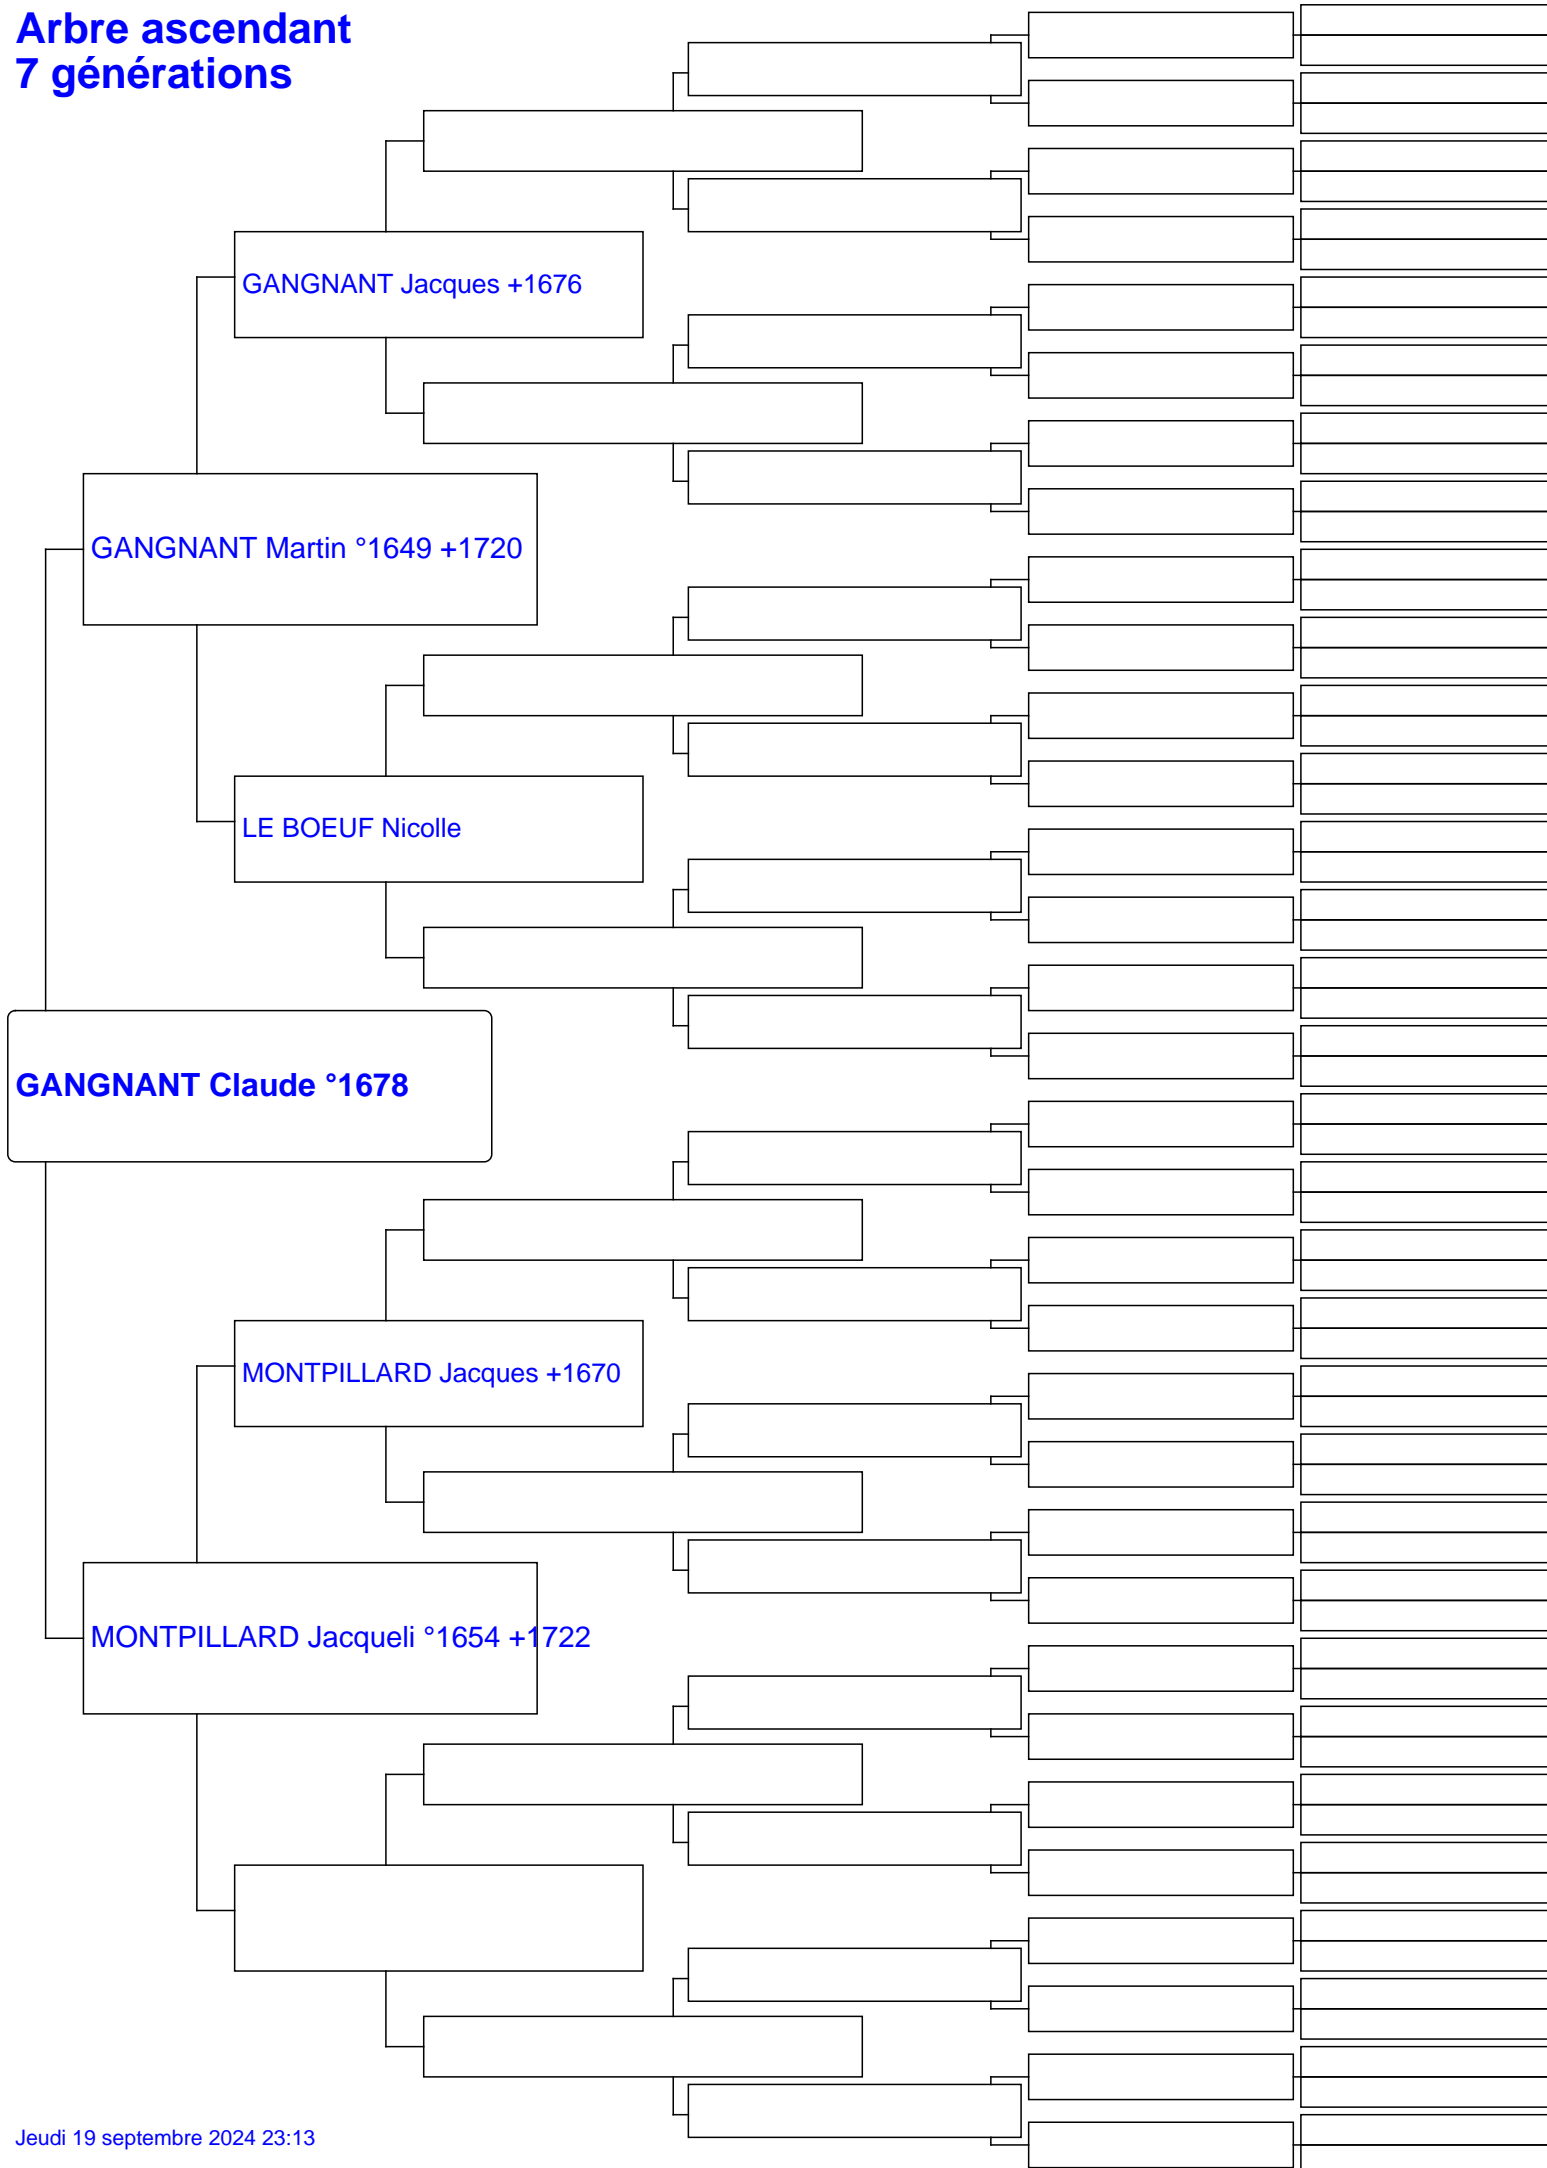 Arbre ascendant
7 générations
GANGNANT Jacques +1676
GANGNANT Martin °1649 +1720
LE BOEUF Nicolle
GANGNANT Claude °1678
MONTPILLARD Jacques +1670
MONTPILLARD Jacqueli °1654 +1722
Jeudi 19 septembre 2024 23:13